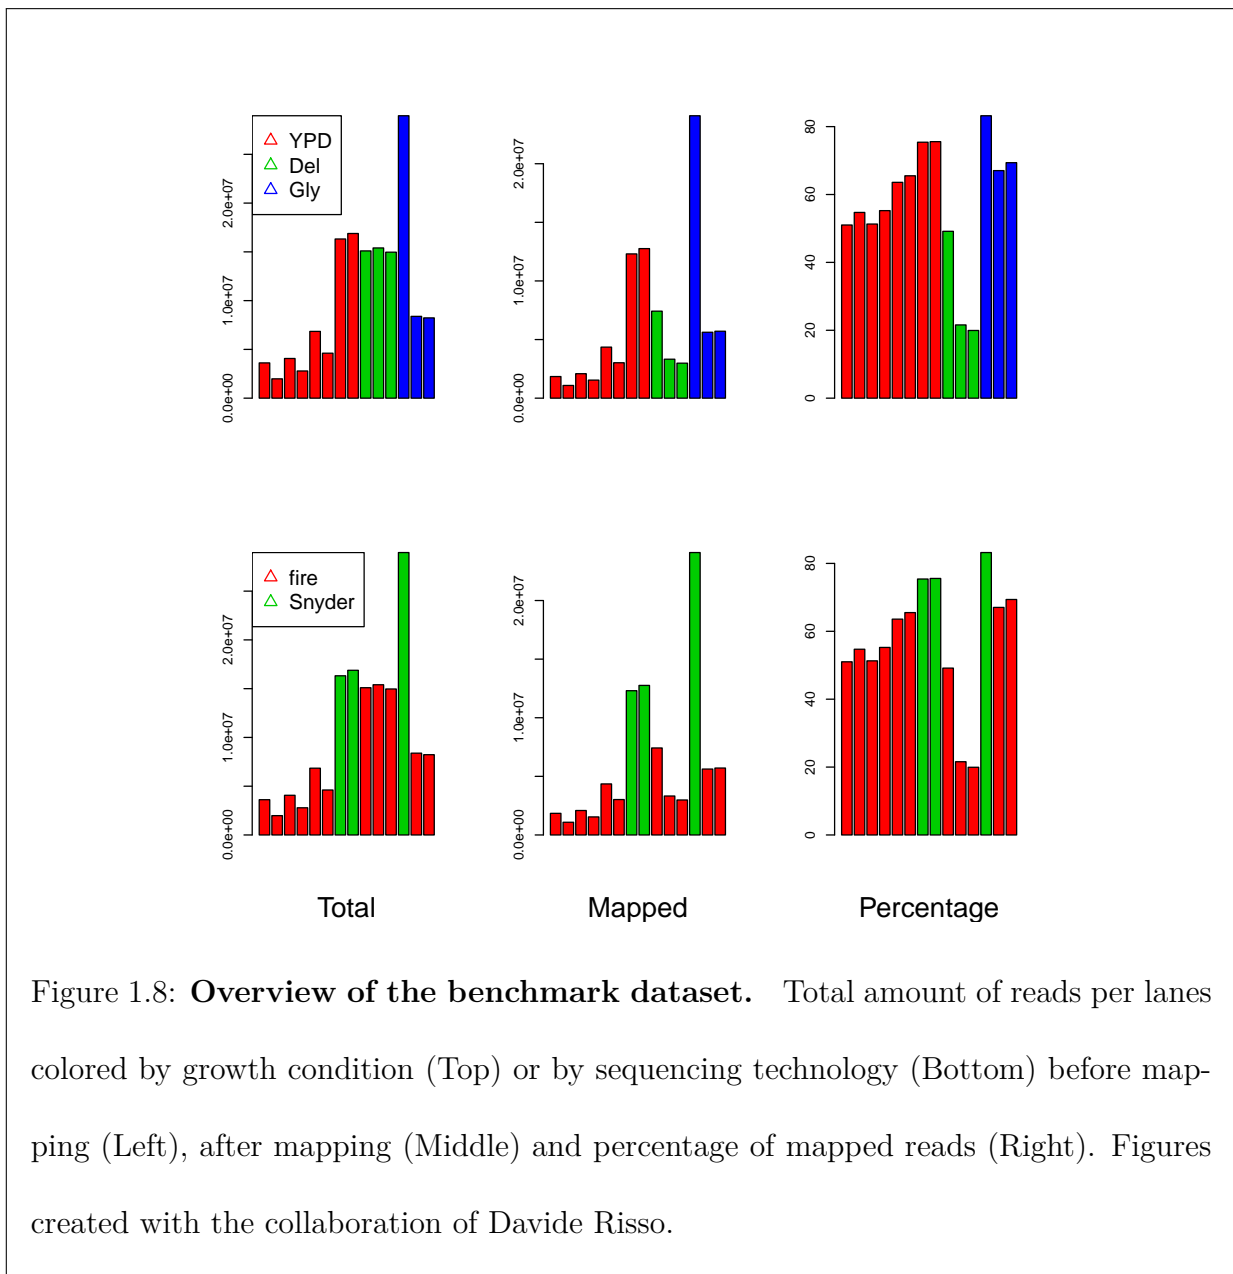 YPD
Del
Gly
0.0e+00 1.0e+07 2.0e+07
0.0e+00 1.0e+07 2.0e+07
0 20 40 60 80
fire
Snyder
0.0e+00 1.0e+07 2.0e+07
0.0e+00 1.0e+07 2.0e+07
0 20 40 60 80
Total Mapped Percentage
Figure 1.8: Overview of the benchmark dataset. Total amount of reads per lanes
colored by growth condition (Top) or by sequencing technology (Bottom) before map-
ping (Left), after mapping (Middle) and percentage of mapped reads (Right). Figures
created with the collaboration of Davide Risso.